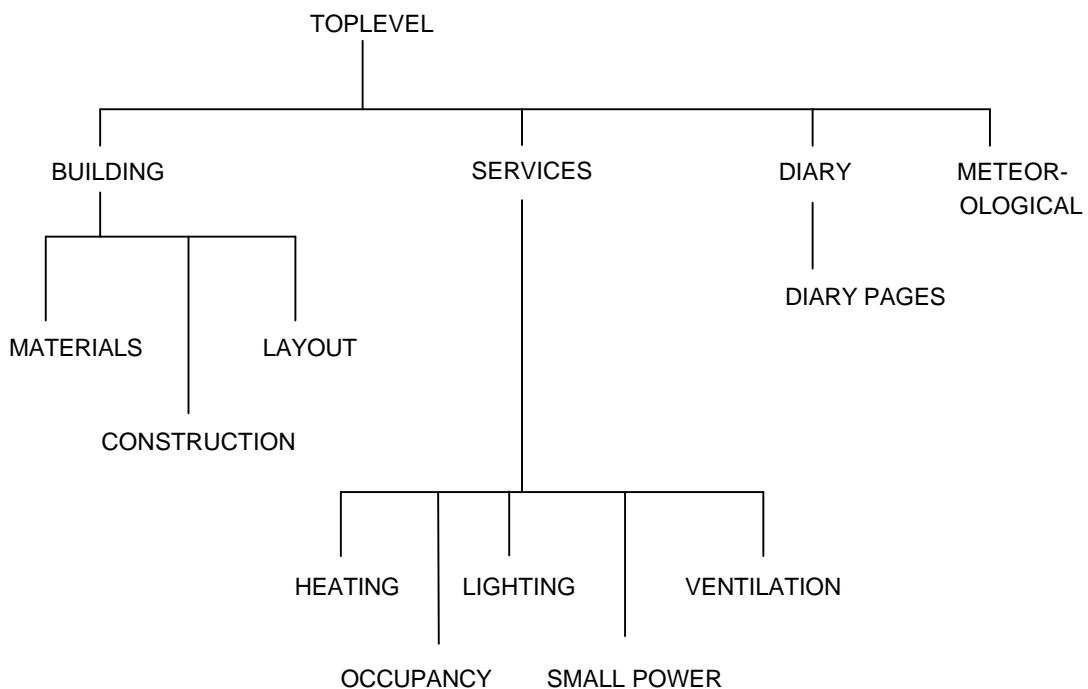 TOPLEVEL
BUILDING
SERVICES
DIARY
METEOR-
OLOGICAL
DIARY PAGES
MATERIALS
LAYOUT
CONSTRUCTION
HEATING
LIGHTING
VENTILATION
OCCUPANCY
SMALL POWER